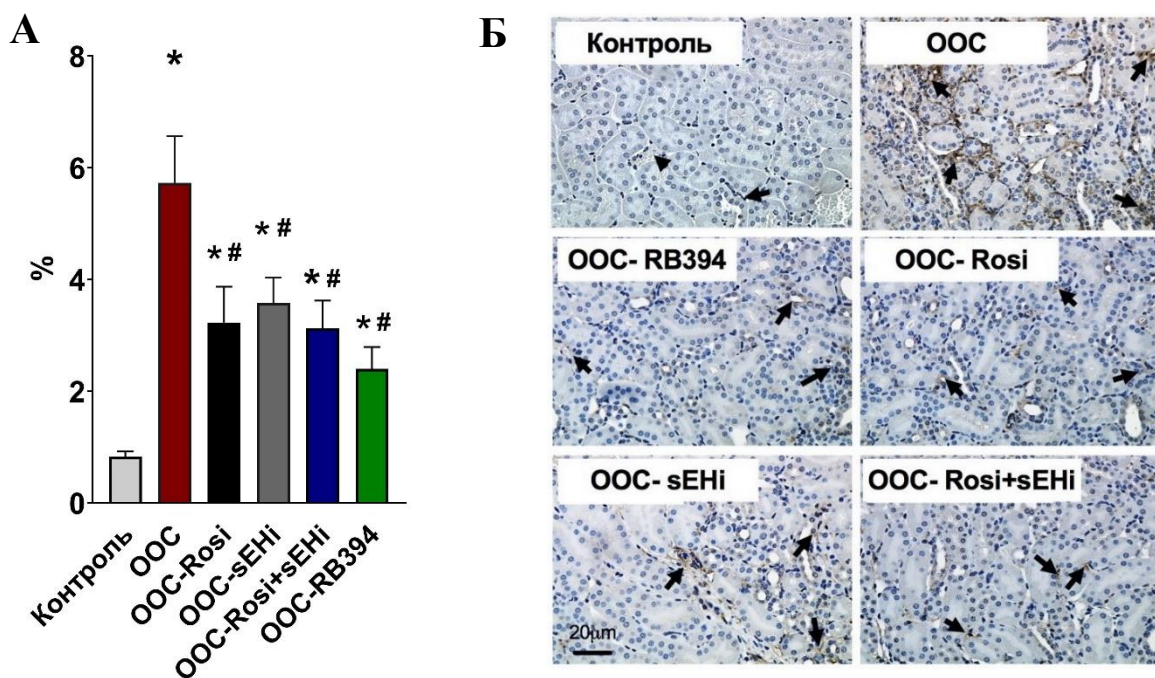 А
8
6
4
2
0
%
*
* #
* #
* #
* #
Контроль
ООС
ООС-Rosi
ООС-sEHi
ООС-Rosi+sEHi
ООС-RB394
Б
Контроль
ООС
ООС- RB394
ООС- Rosi
ООС- sEHi
ООС- Rosi+sEHi
20μm